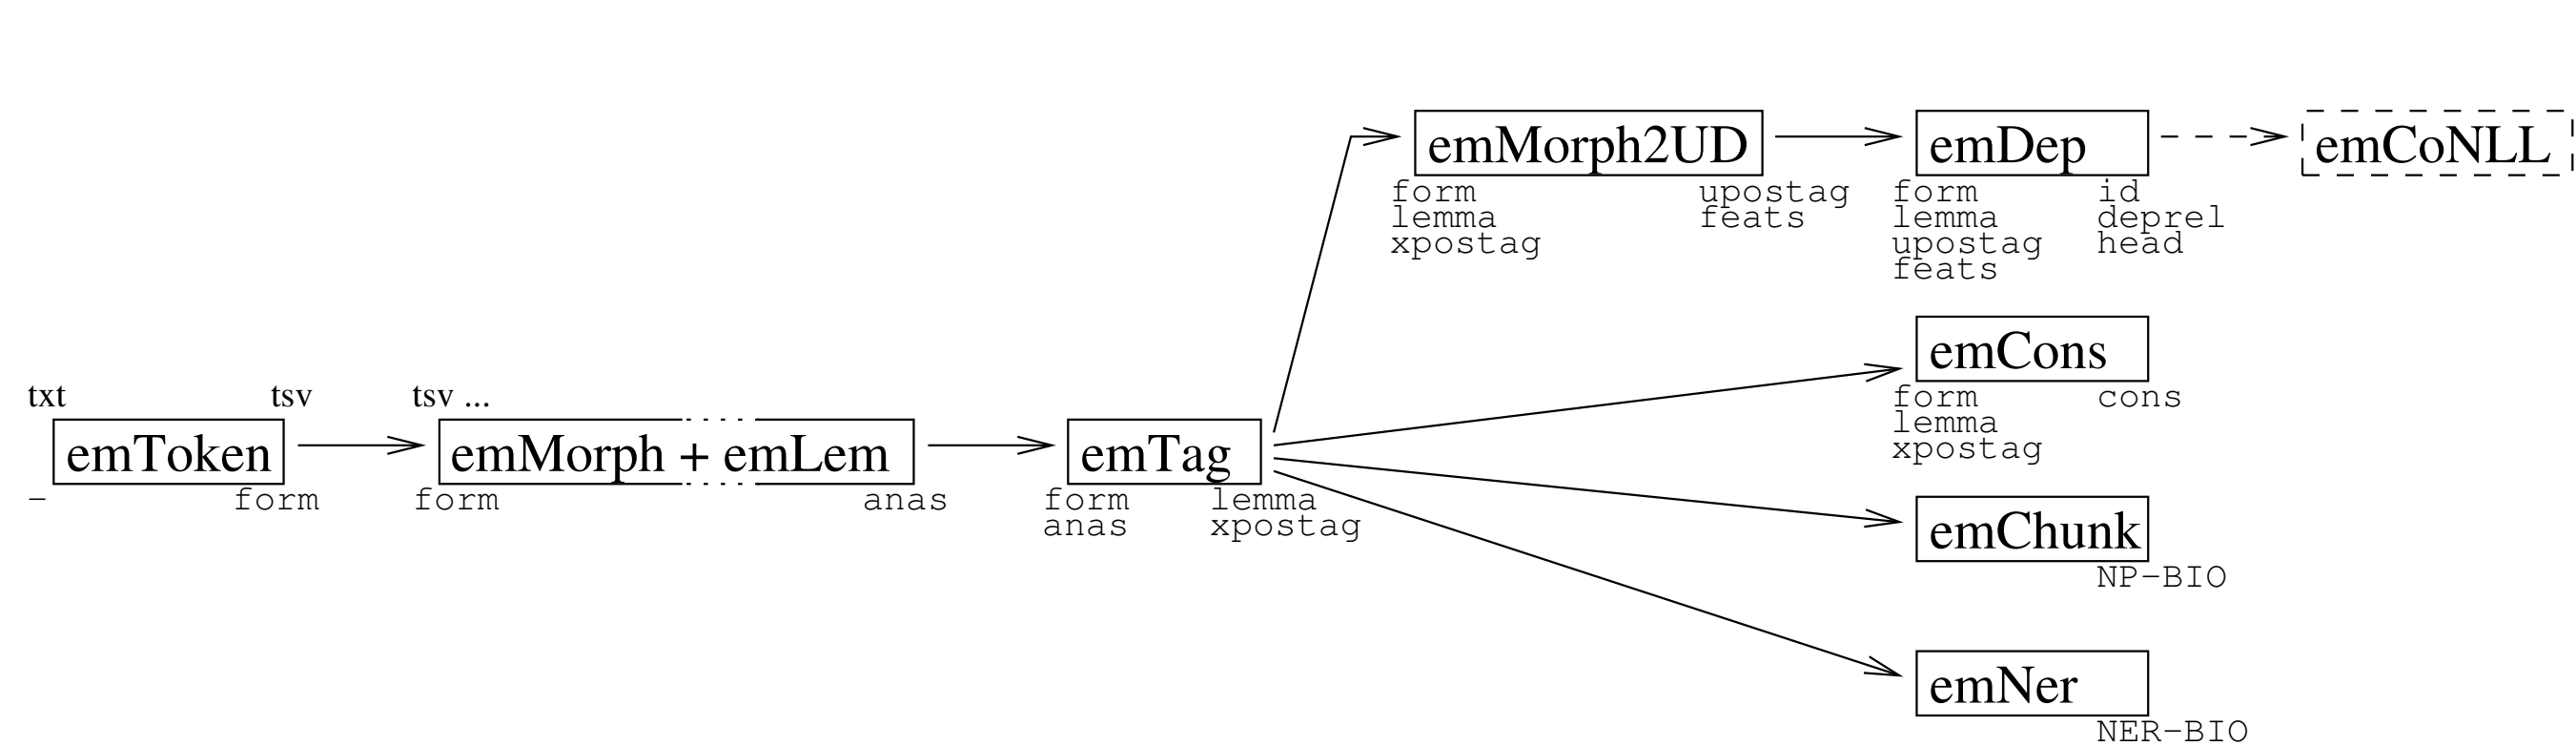 emMorph2UD
form
lemma
xpostag
upostag
feats
emDep
form
lemma
upostag
feats
id
deprel
head
emCoNLL
emCons
form
lemma
xpostag
cons
txt
tsv
emToken
-
form
tsv ...
emMorph + emLem
form
anas
emTag
form
anas
lemma
xpostag
emChunk
NP-BIO
emNer
NER-BIO